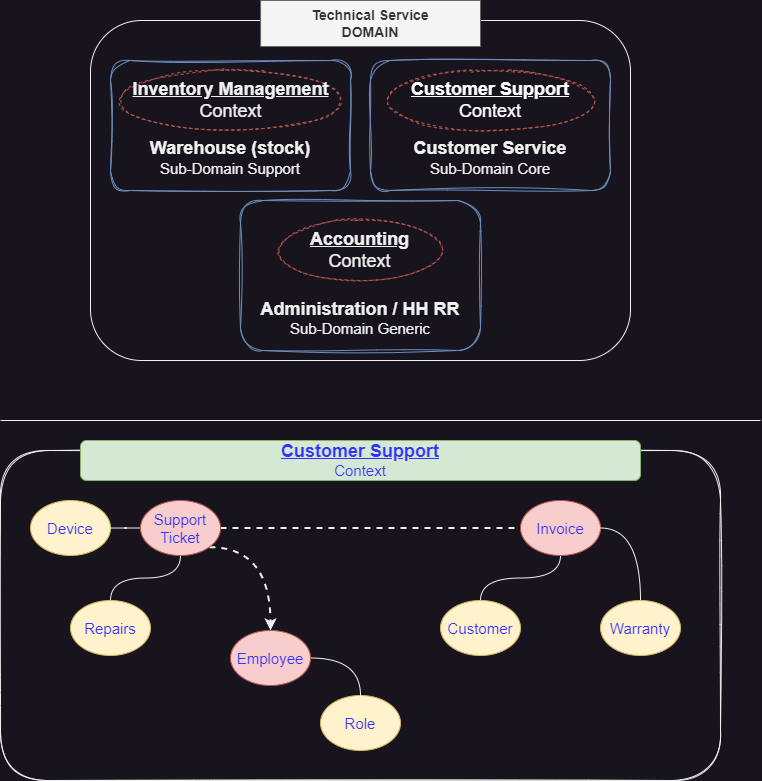 Technical Service
DOMAIN
Inventory Management
Context
Warehouse (stock)
Sub-Domain Support
Customer Support
Context
Customer Service
Sub-Domain Core
Accounting
Context
Administration / HH RR
Sub-Domain Generic
Customer Support
Context
Device
Support
Ticket
Invoice
Repairs
Customer
Warranty
Employee
Role